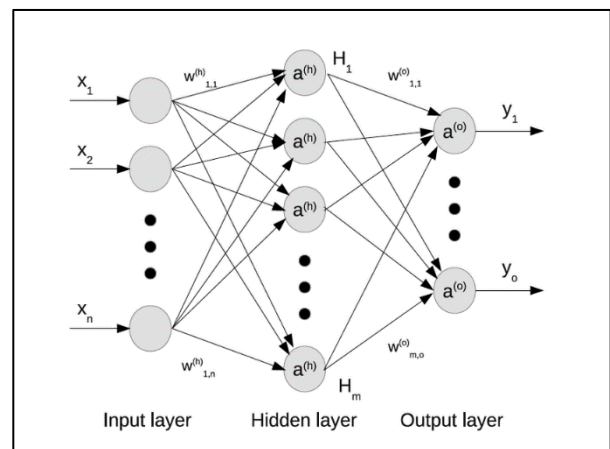 x₁
x₂
xₙ
w⁽ʰ⁾₁,₁
w⁽ʰ⁾₁,ₙ
a⁽ʰ⁾
a⁽ʰ⁾
a⁽ʰ⁾
a⁽ʰ⁾
H₁
Hₘ
w⁽ᵒ⁾₁,₁
w⁽ᵒ⁾ₘ,ₒ
a⁽ᵒ⁾
a⁽ᵒ⁾
y₁
yₒ
Input layer Hidden layer Output layer